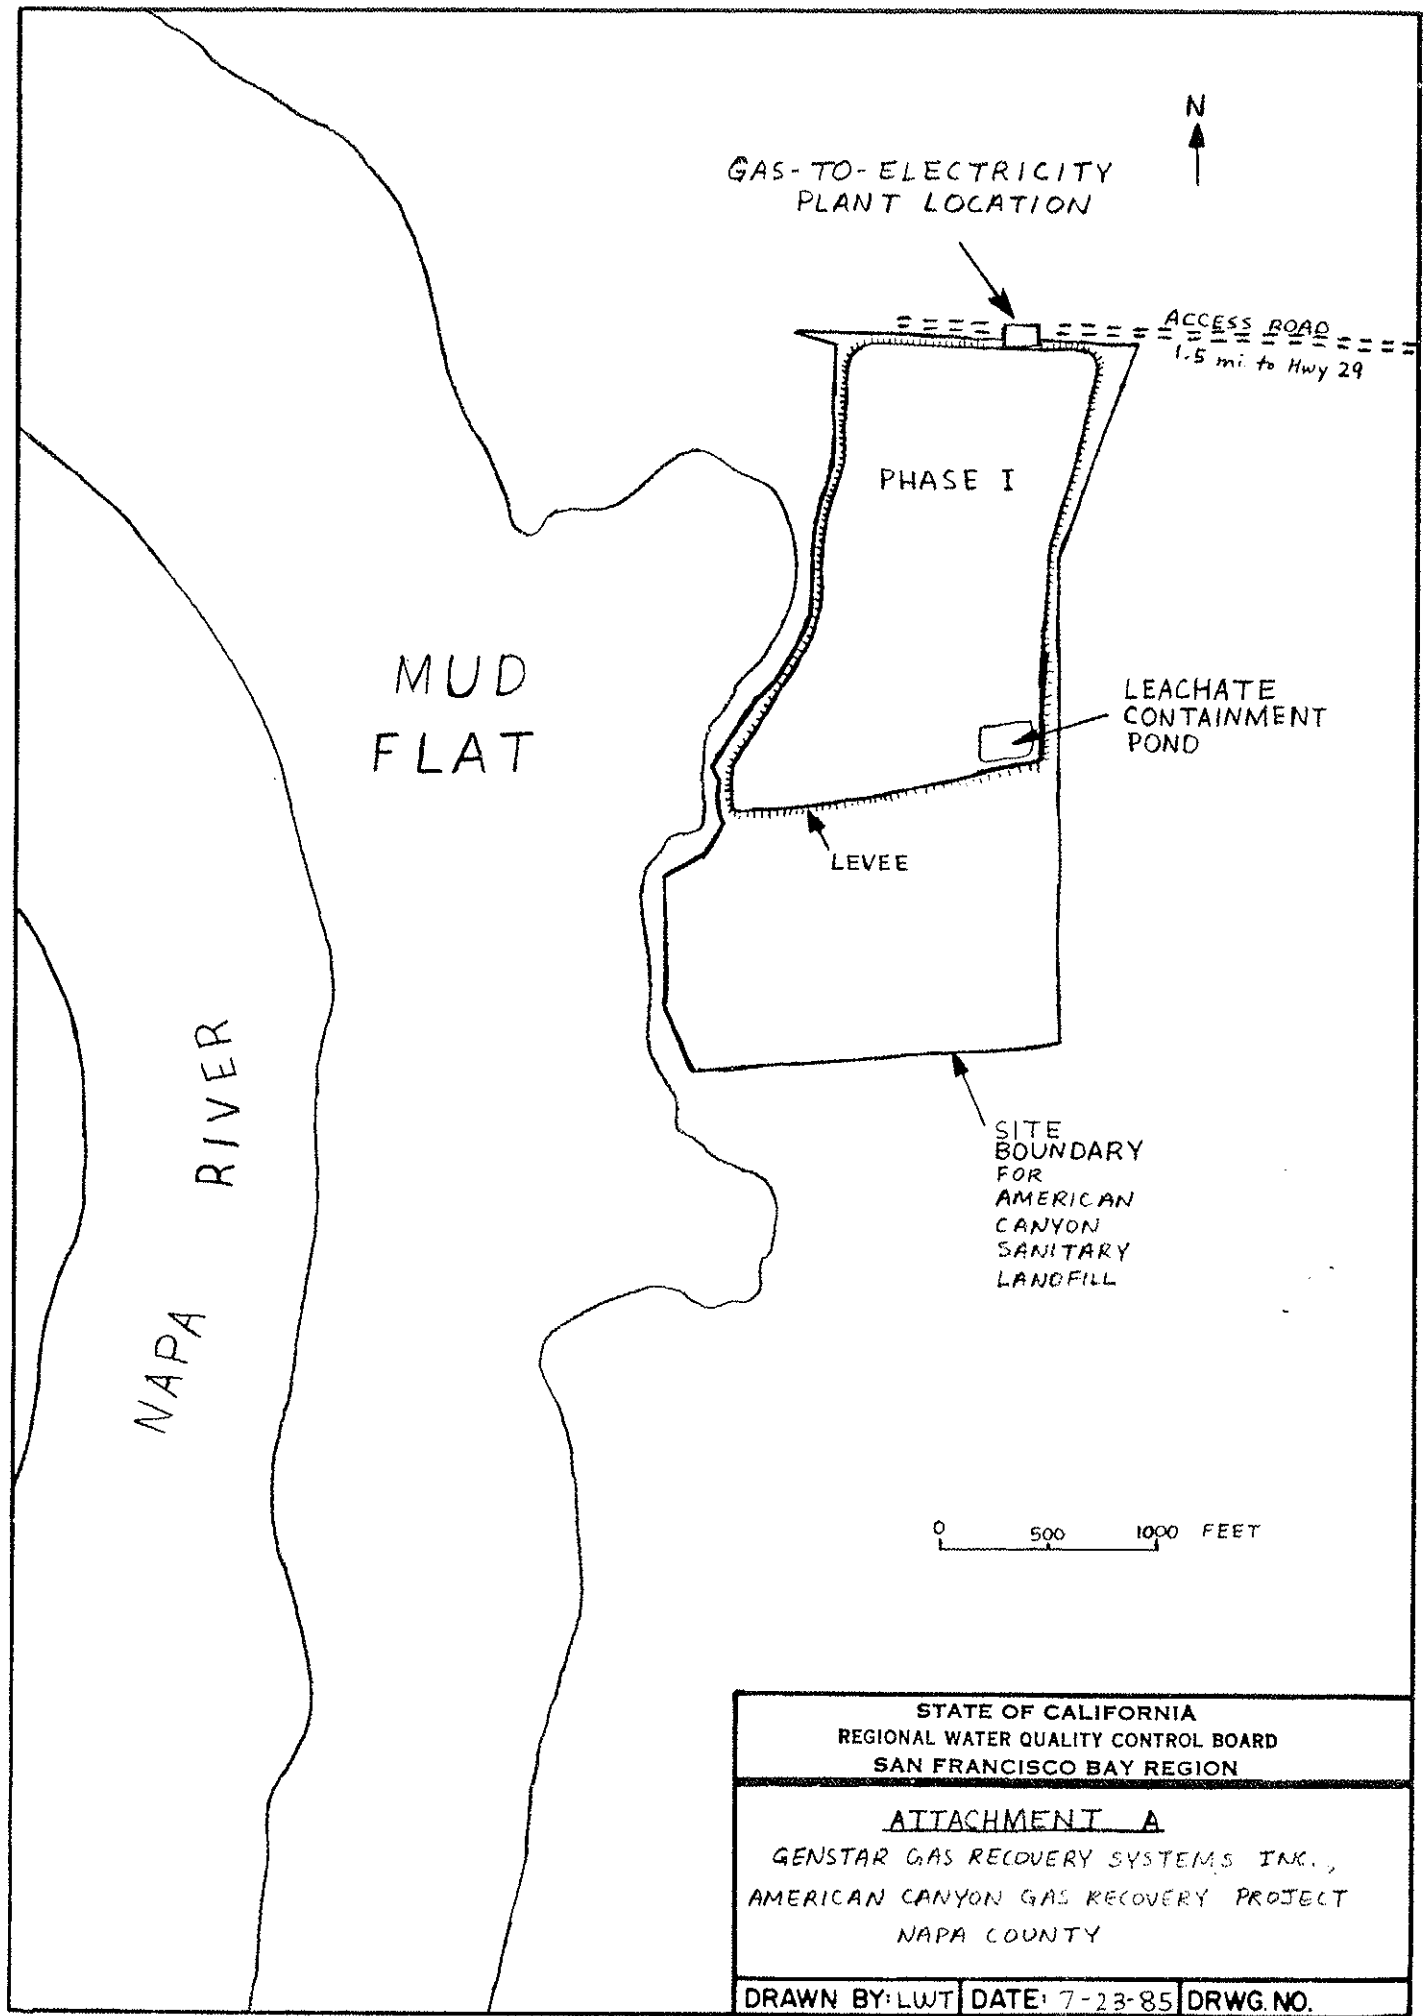 N
GAS-TO-ELECTRICITY
PLANT LOCATION
ACCESS ROAD
1.5 mi. to Hwy 29
PHASE I
MUD
FLAT
LEACHATE
CONTAINMENT
POND
LEVEE
NAPA RIVER
SITE
BOUNDARY
FOR
AMERICAN
CANYON
SANITARY
LANDFILL
0 500 1000 FEET
STATE OF CALIFORNIA
REGIONAL WATER QUALITY CONTROL BOARD
SAN FRANCISCO BAY REGION
ATTACHMENT A
GENSTAR GAS RECOVERY SYSTEMS INC.,
AMERICAN CANYON GAS RECOVERY PROJECT
NAPA COUNTY
DRAWN BY: LWT DATE: 7-23-85 DRWG. NO.